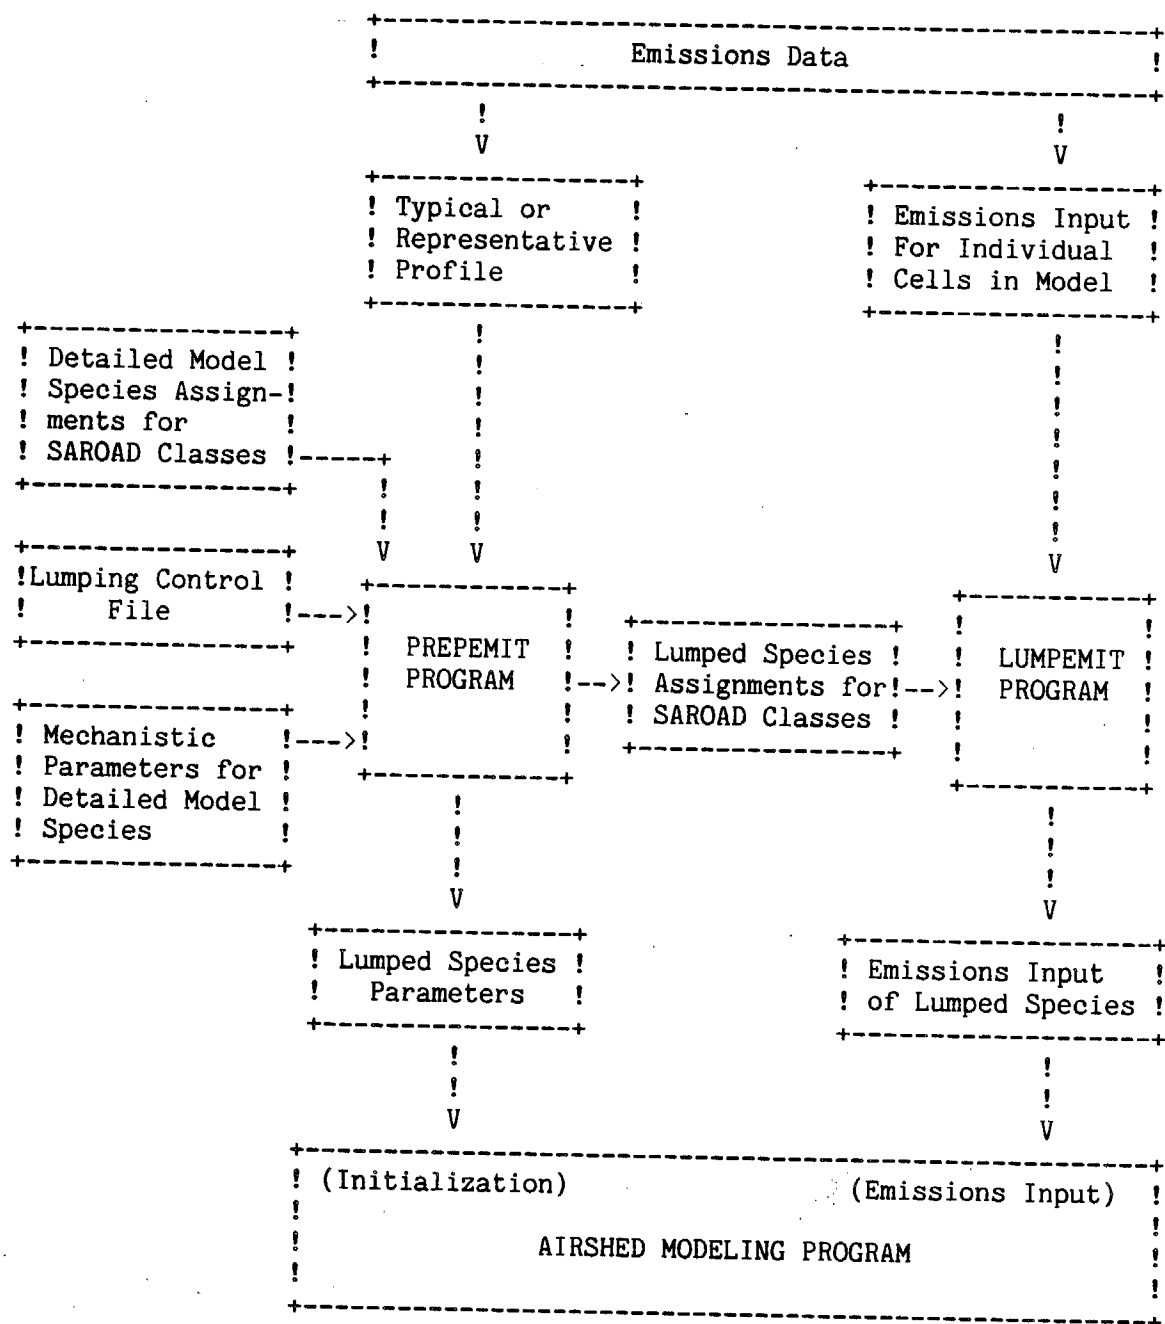 Emissions Data
Typical or
Representative
Profile
Emissions Input
For Individual
Cells in Model
Detailed Model
Species Assign-
ments for
SAROAD Classes
Lumping Control
File
Mechanistic
Parameters for
Detailed Model
Species
PREPEMIT
PROGRAM
Lumped Species
Assignments for
SAROAD Classes
LUMPEMIT
PROGRAM
Lumped Species
Parameters
Emissions Input
of Lumped Species
(Initialization)
(Emissions Input)
AIRSHED MODELING PROGRAM